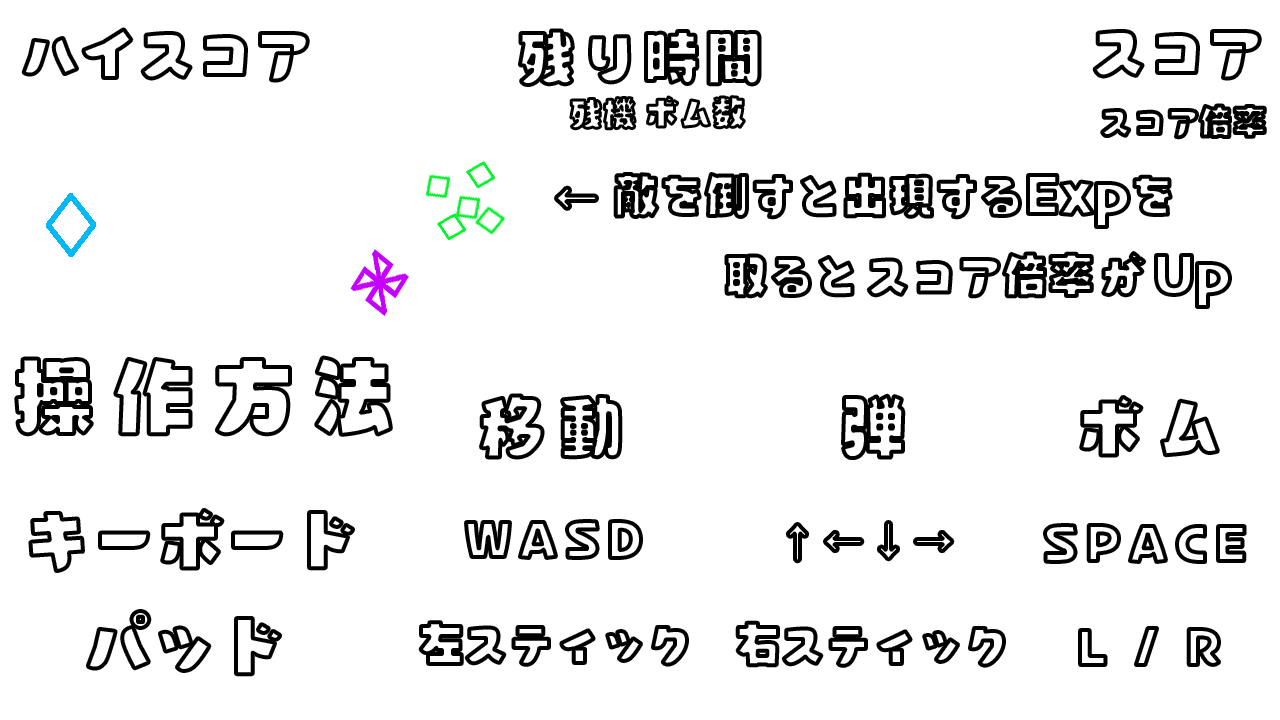 ハイスコア 残り時間 スコア
残機 ボム数 スコア倍率
← 敵を倒すと出現するExpを
取るとスコア倍率がUp
操作方法 移動 弾 ボム
キーボード WASD ↑←↓→ SPACE
パッド 左スティック 右スティック L / R